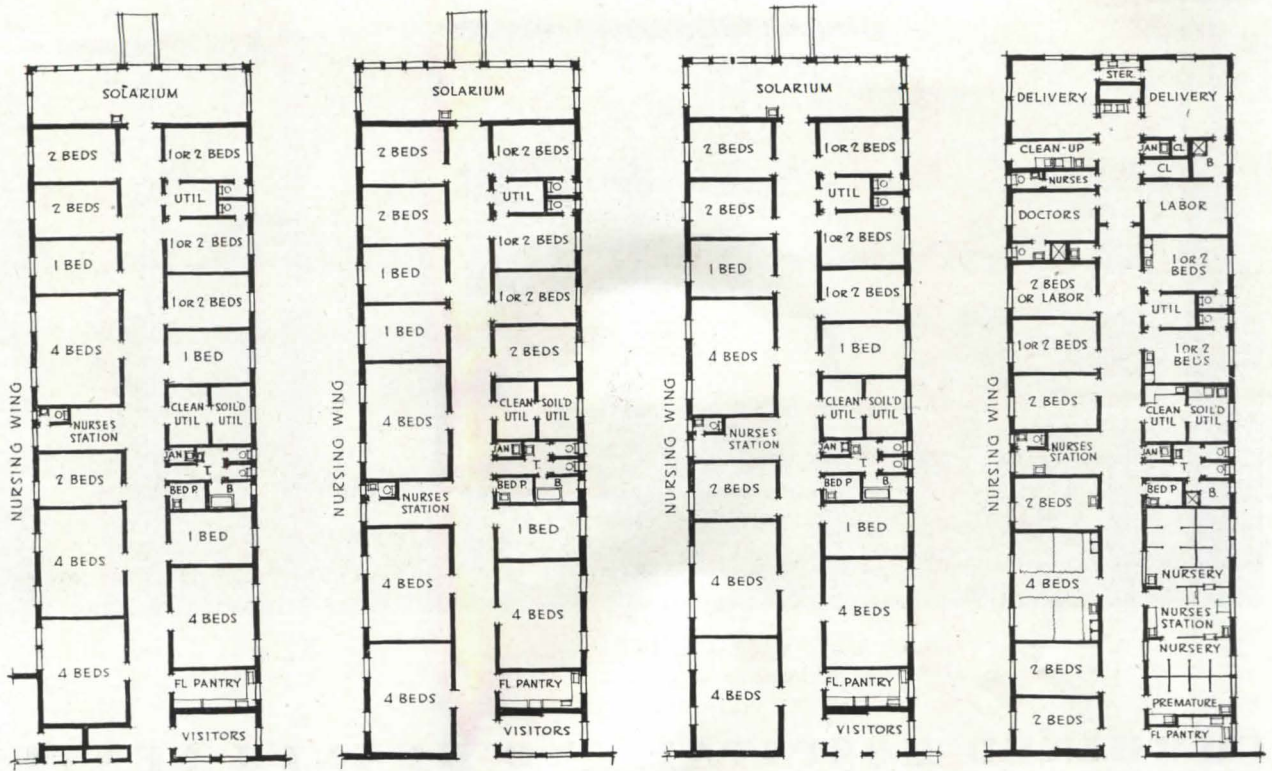 NURSING WING
SOLARIUM
2 BEDS
2 BEDS
1 BED
4 BEDS
NURSES
STATION
2 BEDS
4 BEDS
4 BEDS
1 OR 2 BEDS
UTIL
1 OR 2 BEDS
1 OR 2 BEDS
1 BED
CLEAN
UTIL
SOIL'D
UTIL
JAN
T.
BED P.
B.
1 BED
4 BEDS
FL. PANTRY
VISITORS
NURSING WING
SOLARIUM
2 BEDS
2 BEDS
1 BED
1 BED
4 BEDS
NURSES
STATION
4 BEDS
4 BEDS
1 OR 2 BEDS
UTIL
1 OR 2 BEDS
1 OR 2 BEDS
2 BEDS
CLEAN
UTIL
SOIL'D
UTIL
JAN
T.
BED P.
B.
1 BED
4 BEDS
FL. PANTRY
VISITORS
NURSING WING
SOLARIUM
2 BEDS
2 BEDS
1 BED
4 BEDS
NURSES
STATION
2 BEDS
4 BEDS
4 BEDS
1 OR 2 BEDS
UTIL
1 OR 2 BEDS
1 OR 2 BEDS
1 BED
CLEAN
UTIL
SOIL'D
UTIL
JAN
T.
BED P.
B.
1 BED
4 BEDS
FL. PANTRY
VISITORS
NURSING WING
DELIVERY
STER.
DELIVERY
CLEAN-UP
NURSES
DOCTORS
2 BEDS
OR LABOR
1 OR 2 BEDS
2 BEDS
NURSES
STATION
2 BEDS
4 BEDS
2 BEDS
2 BEDS
JAN
CL
B
CL
LABOR
1 OR 2
BEDS
UTIL
1 OR 2
BEDS
CLEAN
UTIL
SOIL'D
UTIL
JAN
T.
BED P
B.
NURSERY
NURSES
STATION
NURSERY
PREMATURE
FL. PANTRY